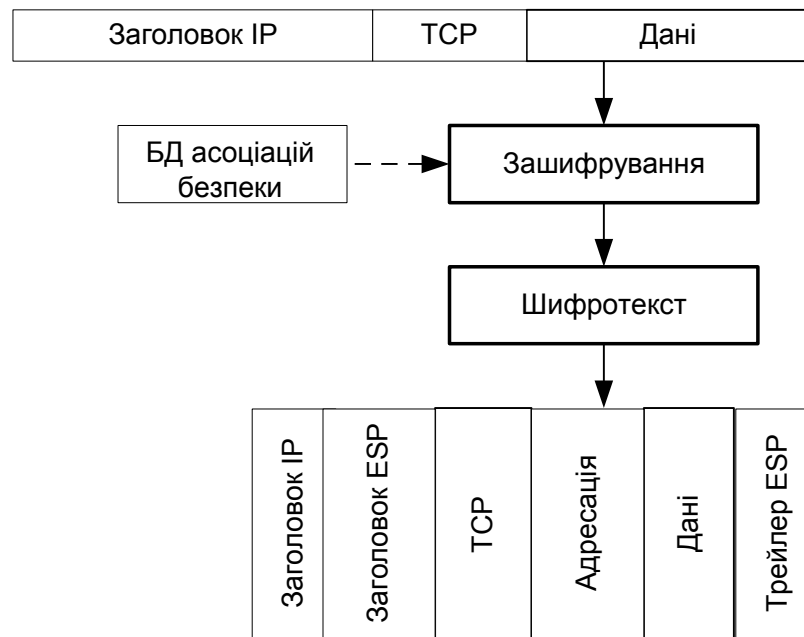 Заголовок IP
TCP
Дані
БД асоціацій
безпеки
Зашифрування
Шифротекст
Заголовок IP
Заголовок ESP
TCP
Адресація
Дані
Трейлер ESP